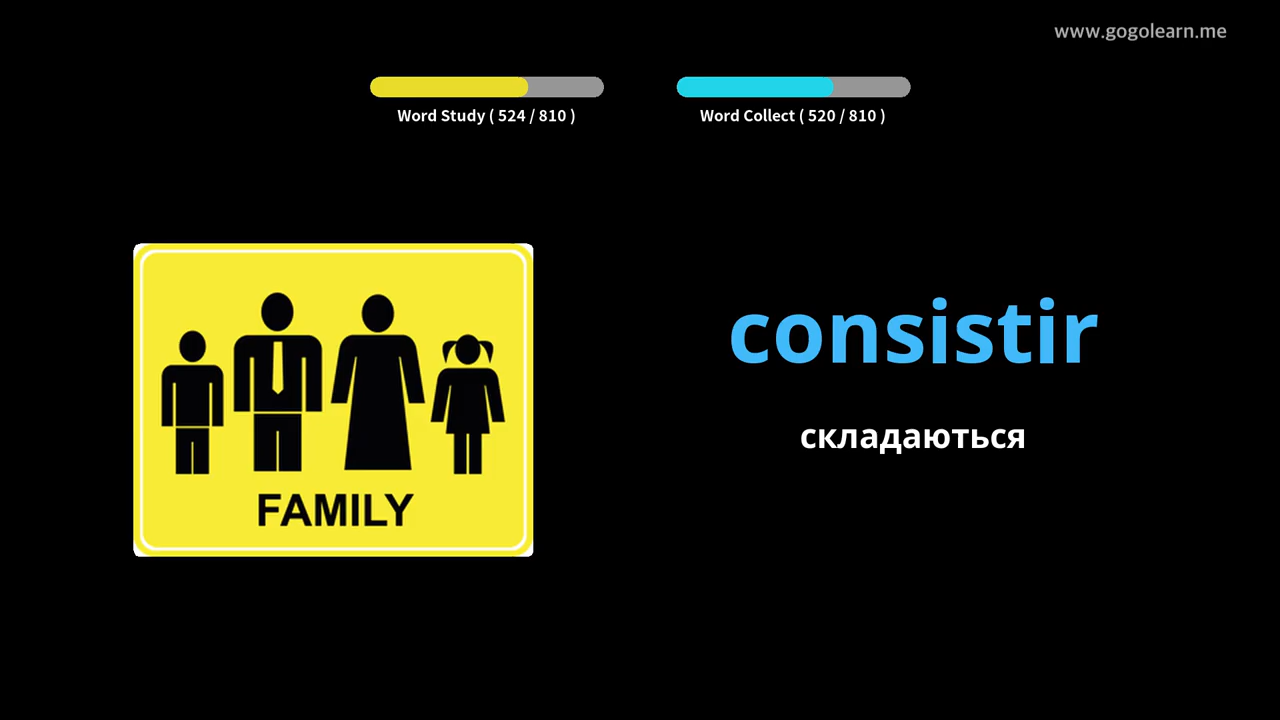 www.gogolearn.me
Word Study ( 524 / 810 )
Word Collect ( 520 / 810 )
consistir
складаються
FAMILY